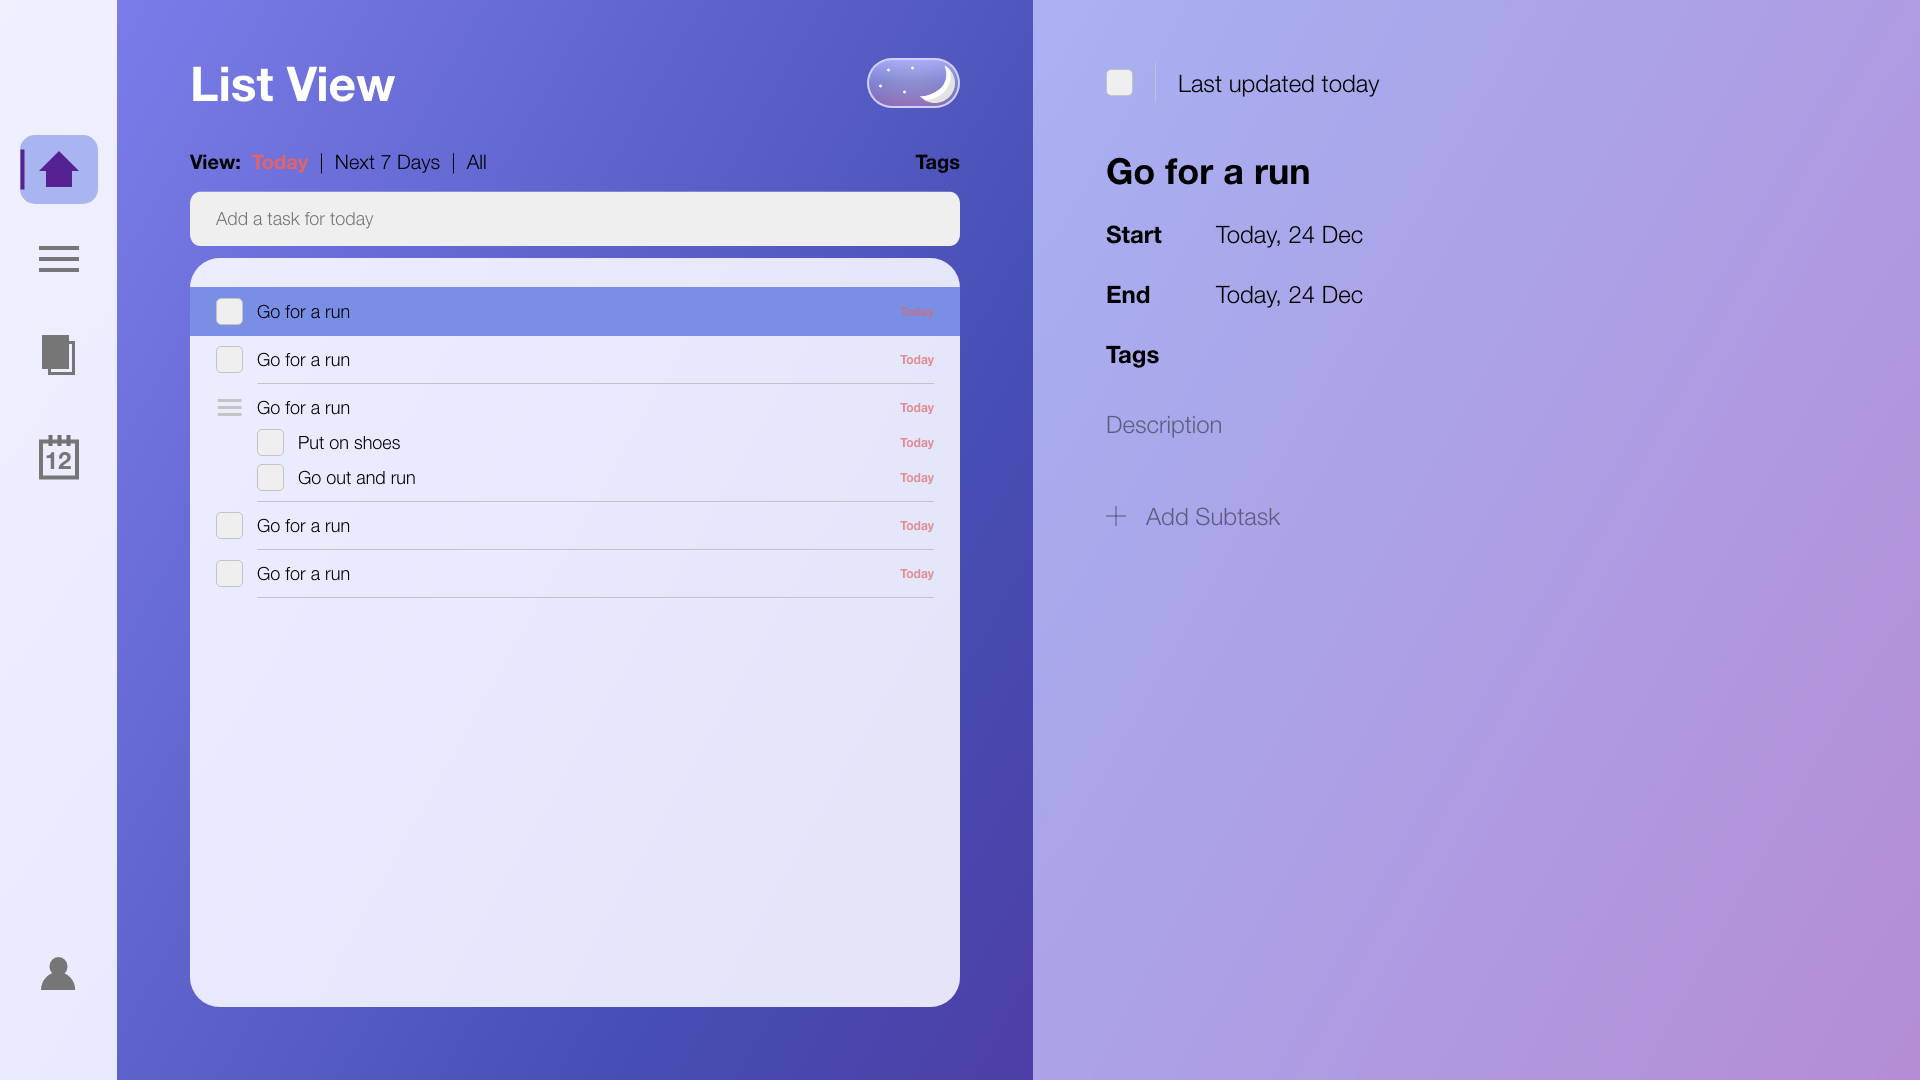 List View
View: Today | Next 7 Days | All
Tags
Add a task for today
Go for a run
Today
Go for a run
Today
Go for a run
Today
Put on shoes
Today
Go out and run
Today
Go for a run
Today
Go for a run
Today
12
Last updated today
Go for a run
Start
Today, 24 Dec
End
Today, 24 Dec
Tags
Description
Add Subtask